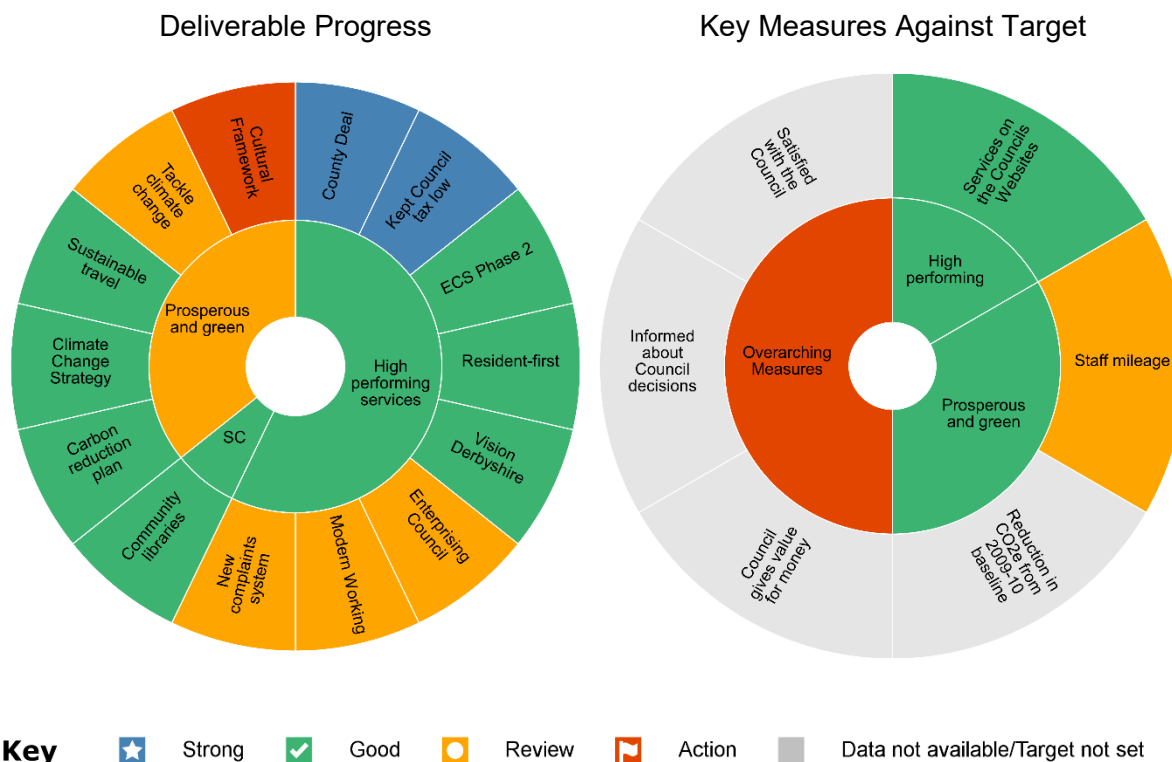 Deliverable Progress
Key Measures Against Target
Cultural
Framework
County Deal
Kept Council
tax low
Tackle
climate
change
ECS Phase 2
Sustainable
travel
Prosperous
and green
Resident-first
Climate
Change
Strategy
High
performing
services
SC
Vision
Derbyshire
Carbon
reduction
plan
Enterprising
Council
Community
libraries
New
complaints
system
Modern Working
Satisfied
with the
Council
Services on
the Councils
Websites
High
performing
Informed
about
Council
decisions
Overarching
Measures
Staff mileage
Prosperous
and green
Council
gives value
for money
Reduction in
CO2e from
2009-10
baseline
Key
Strong
Good
Review
Action
Data not available/Target not set